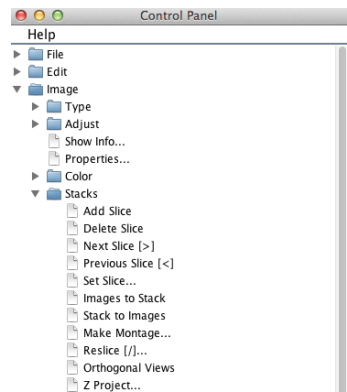 Control Panel
Help
File
Edit
Image
Type
Adjust
Show Info...
Properties...
Color
Stacks
Add Slice
Delete Slice
Next Slice [>]
Previous Slice [<]
Set Slice...
Images to Stack
Stack to Images
Make Montage...
Reslice [/]...
Orthogonal Views
Z Project...